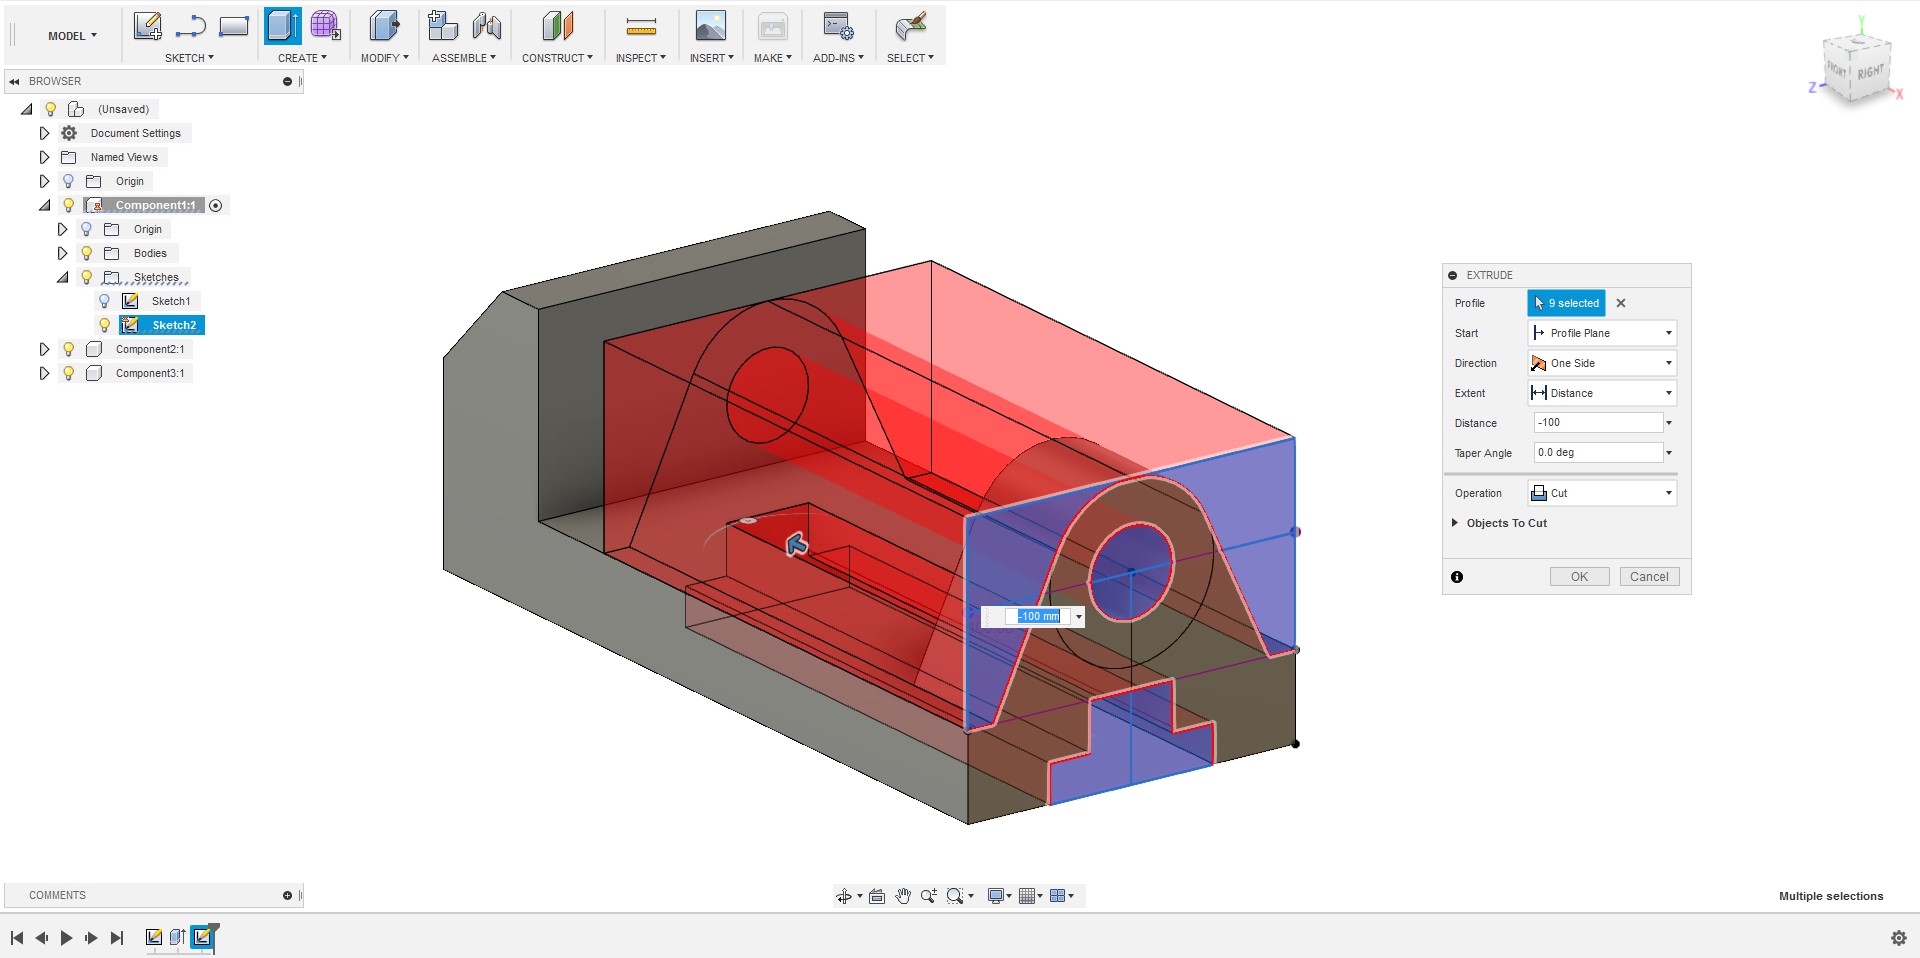 MODEL
SKETCH
CREATE
MODIFY
ASSEMBLE
CONSTRUCT
INSPECT
INSERT
MAKE
ADD-INS
SELECT
BROWSER
(Unsaved)
Document Settings
Named Views
Origin
Component1:1
Origin
Bodies
Sketches
Sketch1
Sketch2
Component2:1
Component3:1
Y
FRONT
RIGHT
Z
X
EXTRUDE
Profile 9 selected
Start Profile Plane
Direction One Side
Extent Distance
Distance -100
Taper Angle 0.0 deg
Operation Cut
Objects To Cut
OK Cancel
-100 mm
COMMENTS
Multiple selections